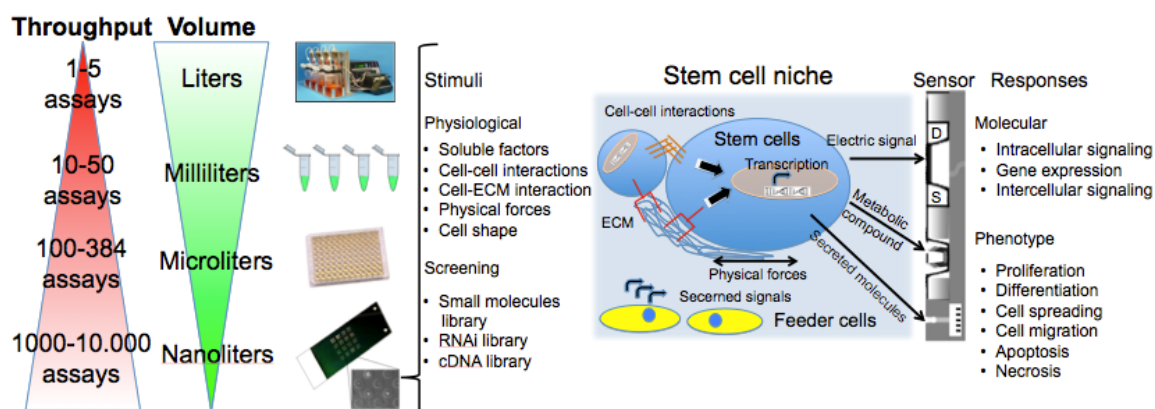 Throughput
Volume
1-5
assays
10-50
assays
100-384
assays
1000-10.000
assays
Liters
Milliliters
Microliters
Nanoliters
Stimuli
Physiological
• Soluble factors
• Cell-cell interactions
• Cell-ECM interaction
• Physical forces
• Cell shape
Screening
• Small molecules
library
• RNAi library
• cDNA library
Stem cell niche
Cell-cell interactions
Stem cells
Transcription
ECM
Physical forces
Secerned signals
Feeder cells
Electric signal
Metabolic
compound
Secreted molecules
Sensor
D
S
Responses
Molecular
• Intracellular signaling
• Gene expression
• Intercellular signaling
Phenotype
• Proliferation
• Differentiation
• Cell spreading
• Cell migration
• Apoptosis
• Necrosis